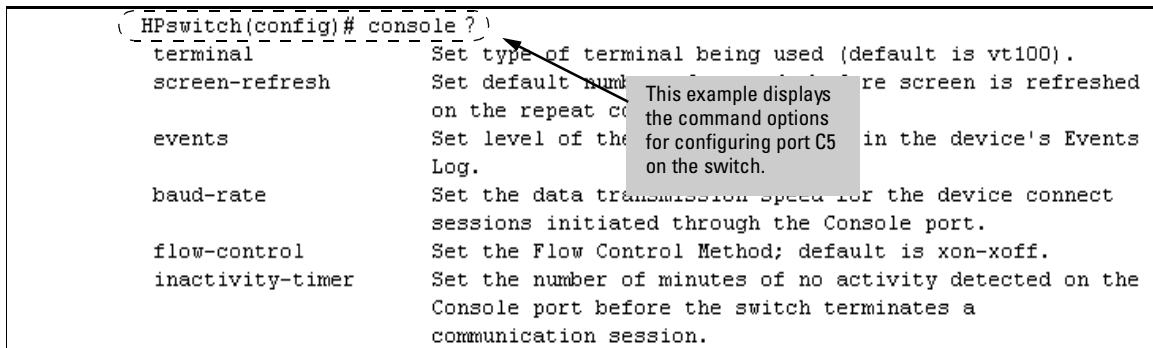 HPswitch(config)# console ?
terminal Set type of terminal being used (default is vt100).
screen-refresh Set default re screen is refreshed
on the repeat
events Set level of the in the device's Events
Log.
baud-rate Set the data transmission speed for the device connect
sessions initiated through the Console port.
flow-control Set the Flow Control Method; default is xon-xoff.
inactivity-timer Set the number of minutes of no activity detected on the
Console port before the switch terminates a
communication session.
This example displays
the command options
for configuring port C5
on the switch.